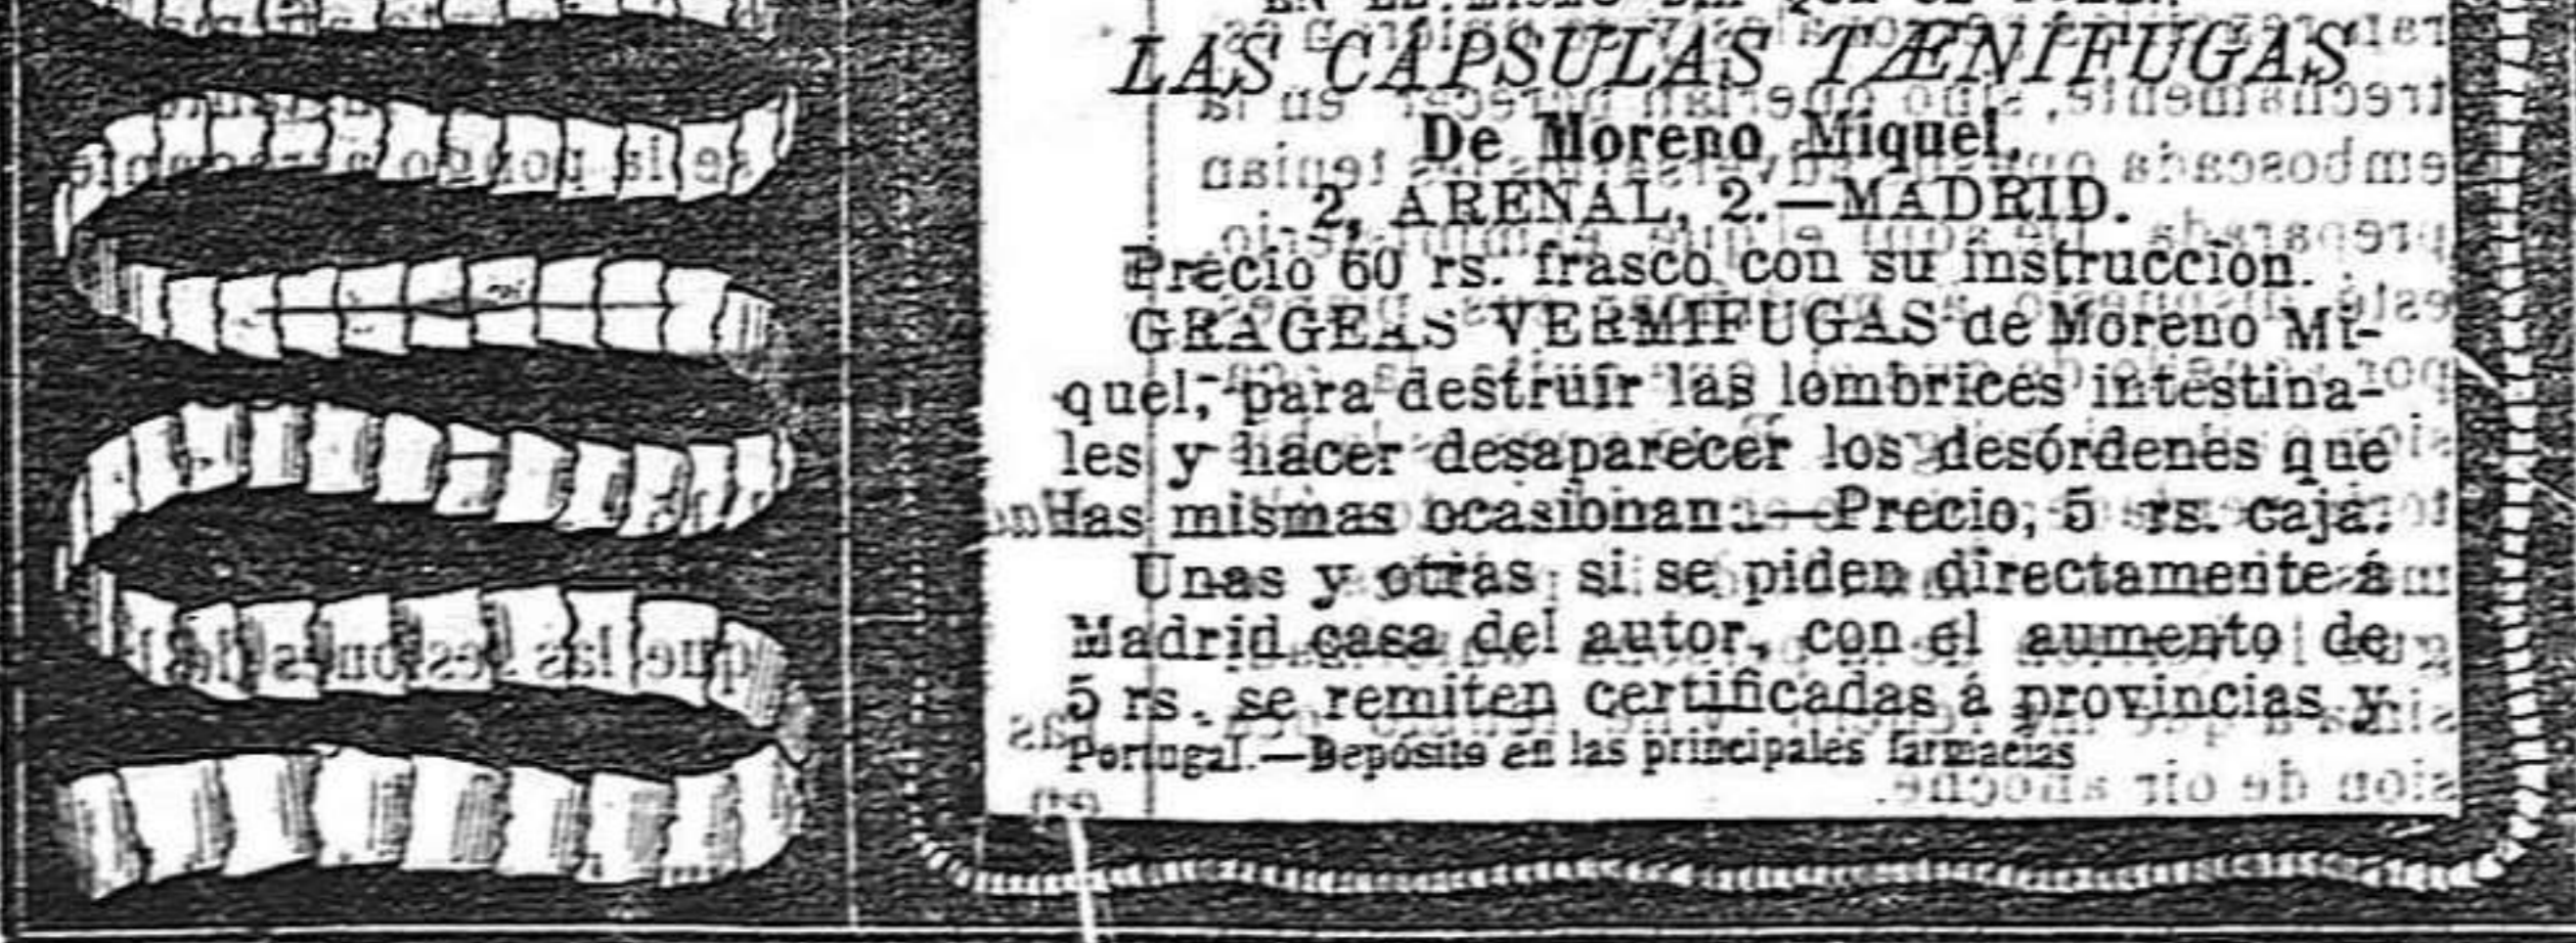 LAS CÁPSULAS TÆNÍFUGAS
De Moreno Miquel,
2, ARENAL, 2.—MADRID.
Precio 60 rs. frasco con su instruccion.
GRAGEAS VERMIFUGAS de Moreno Mi-
quel, para destruir las lombrices intestina-
les y hacer desaparecer los desórdenes que
las mismas ocasionan.—Precio, 5 rs. caja.
Unas y otras si se piden directamente á
Madrid casa del autor, con el aumento de
5 rs. se remiten certificadas á provincias y
Portugal.—Depósito en las principales farmacias